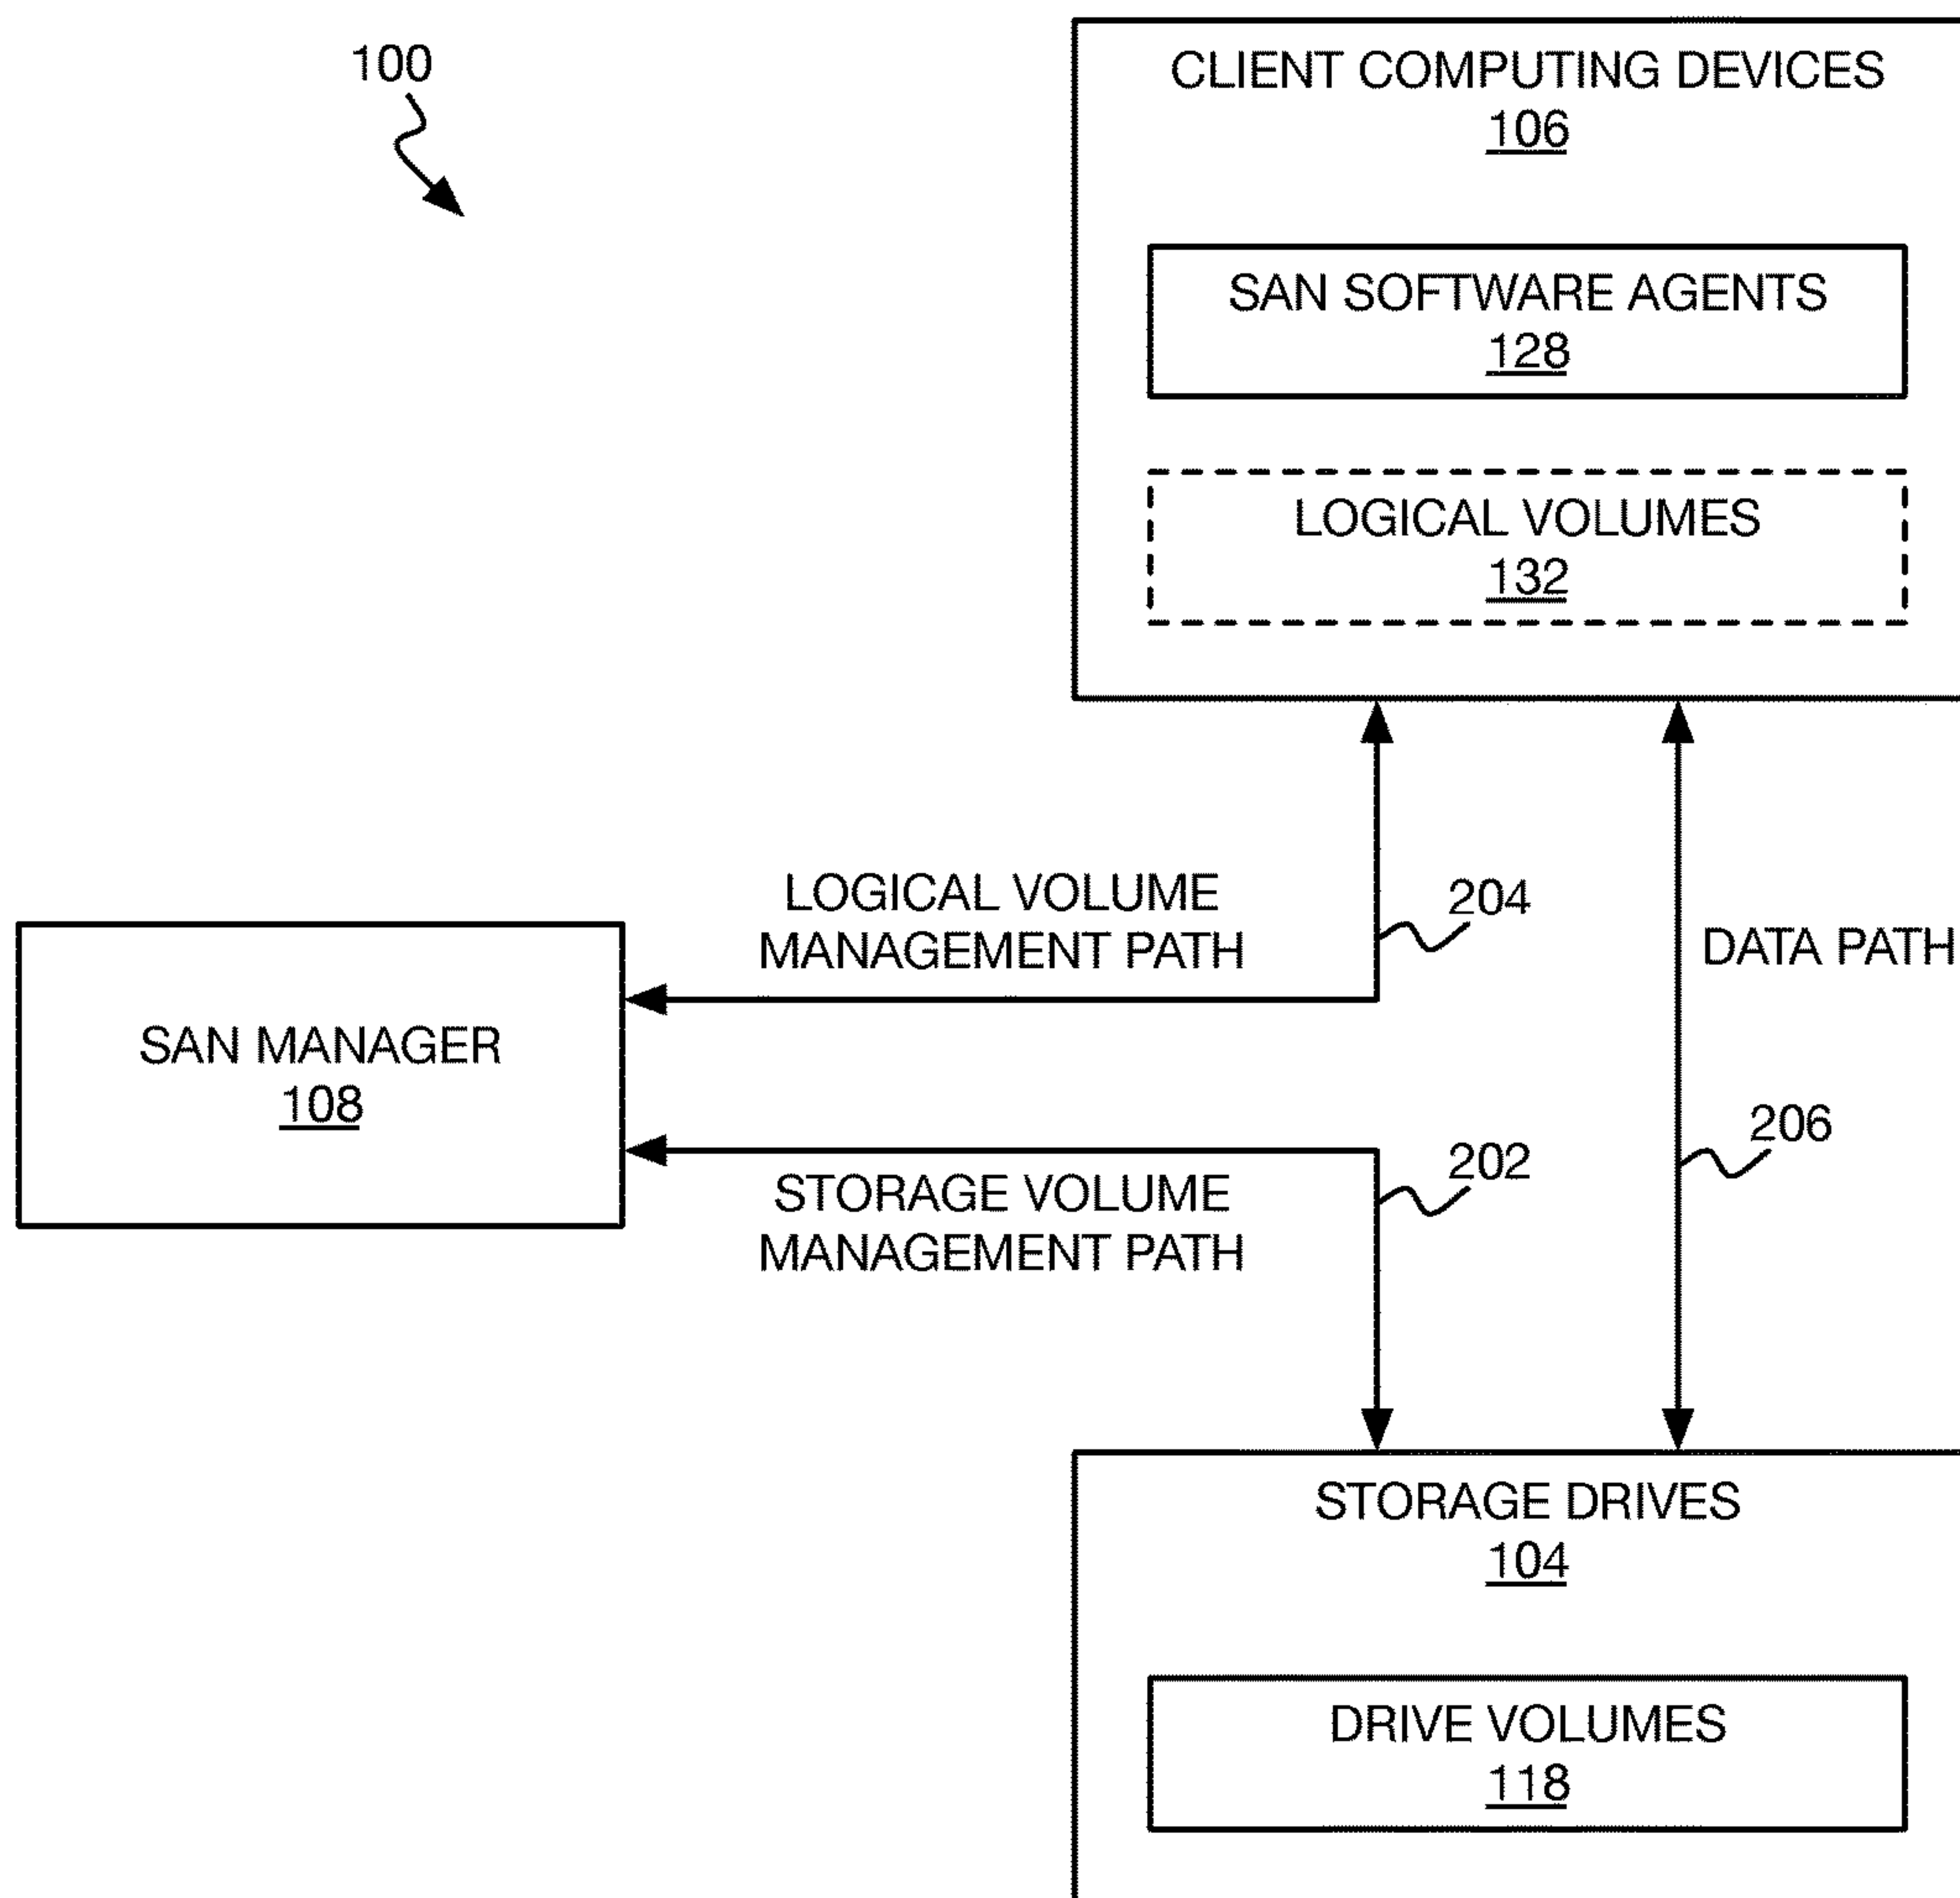 100
CLIENT COMPUTING DEVICES
106
SAN SOFTWARE AGENTS
128
LOGICAL VOLUMES
132
LOGICAL VOLUME
MANAGEMENT PATH
204
DATA PATH
SAN MANAGER
108
206
202
STORAGE VOLUME
MANAGEMENT PATH
STORAGE DRIVES
104
DRIVE VOLUMES
118